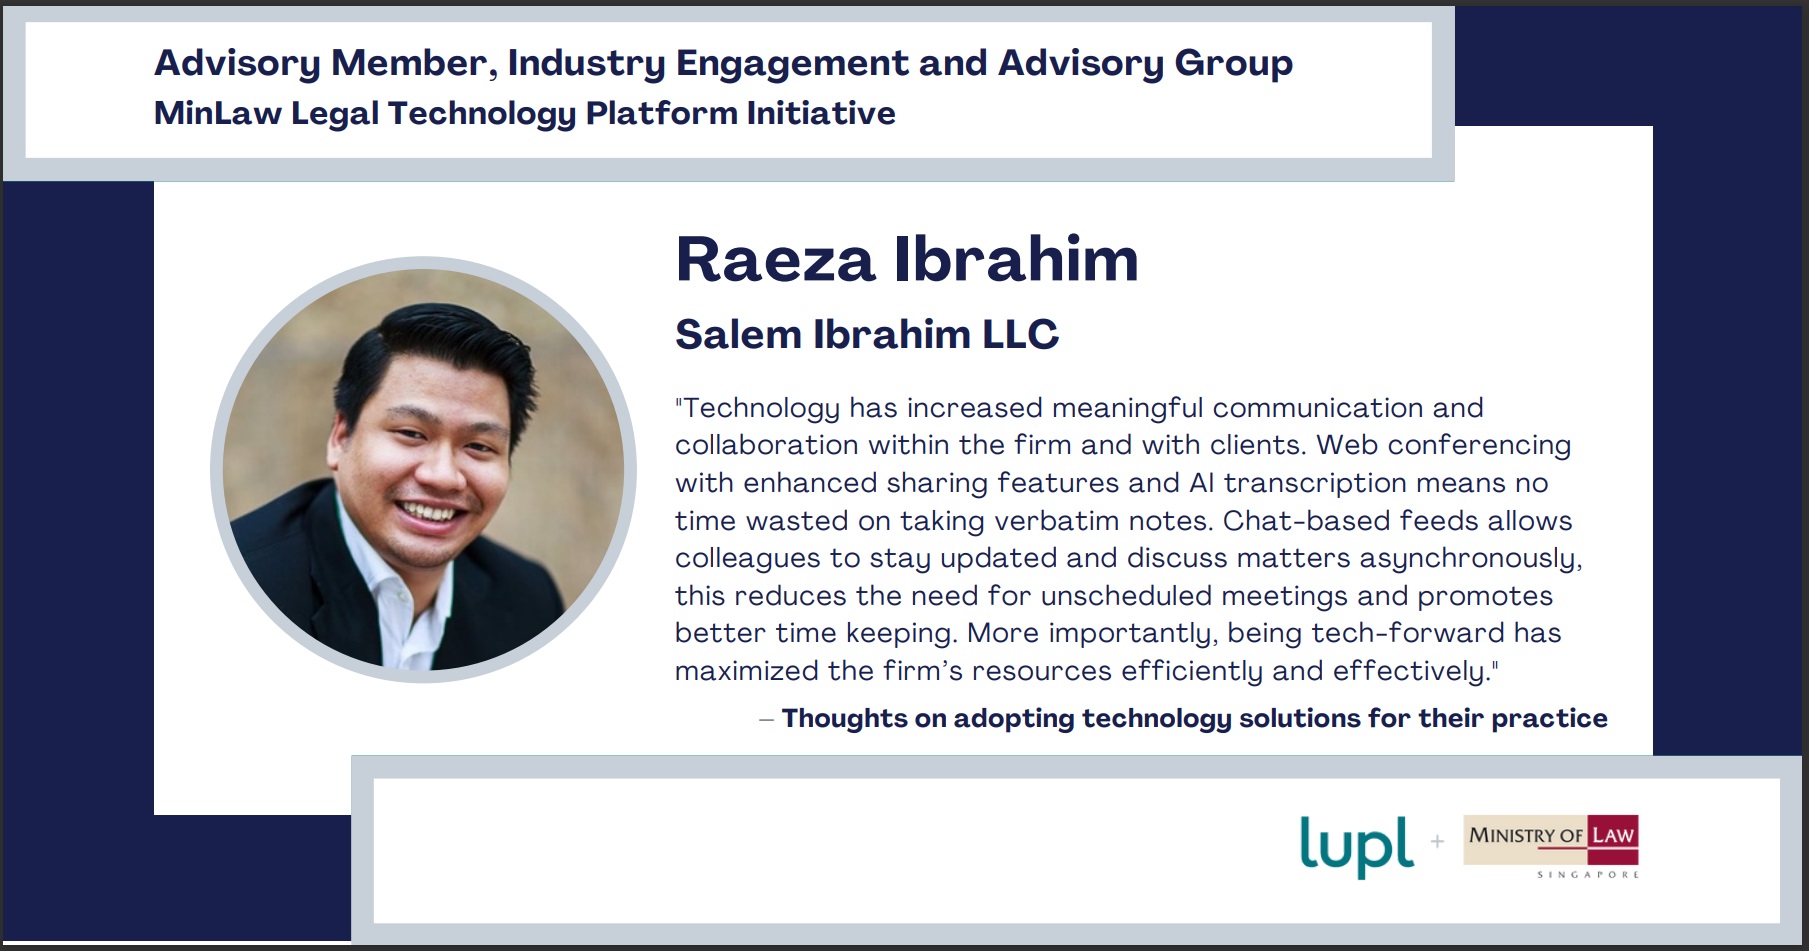 Advisory Member, Industry Engagement and Advisory Group
MinLaw Legal Technology Platform Initiative
Raeza Ibrahim
Salem Ibrahim LLC
"Technology has increased meaningful communication and
collaboration within the firm and with clients. Web conferencing
with enhanced sharing features and AI transcription means no
time wasted on taking verbatim notes. Chat-based feeds allows
colleagues to stay updated and discuss matters asynchronously,
this reduces the need for unscheduled meetings and promotes
better time keeping. More importantly, being tech-forward has
maximized the firm’s resources efficiently and effectively."
– Thoughts on adopting technology solutions for their practice
lupl + MINISTRY OF LAW
SINGAPORE